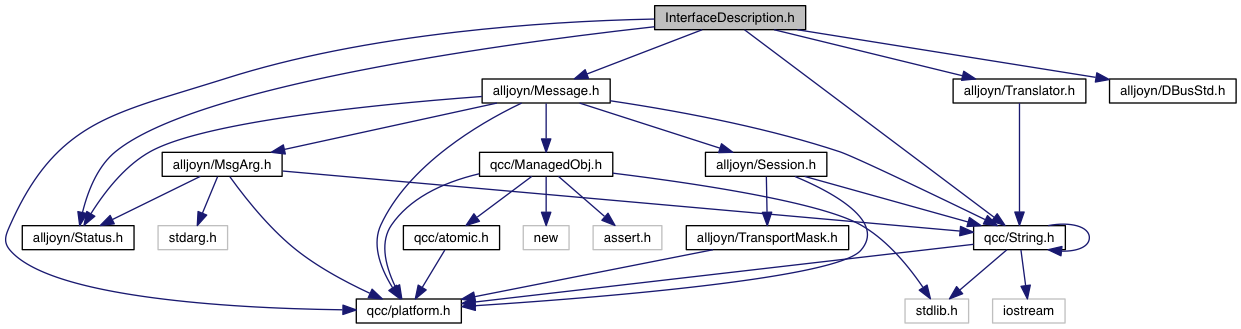 InterfaceDescription.h
alljoyn/Message.h
alljoyn/Translator.h
alljoyn/DBusStd.h
alljoyn/MsgArg.h
qcc/ManagedObj.h
alljoyn/Session.h
alljoyn/Status.h
stdarg.h
qcc/atomic.h
new
assert.h
alljoyn/TransportMask.h
qcc/String.h
qcc/platform.h
stdlib.h
iostream